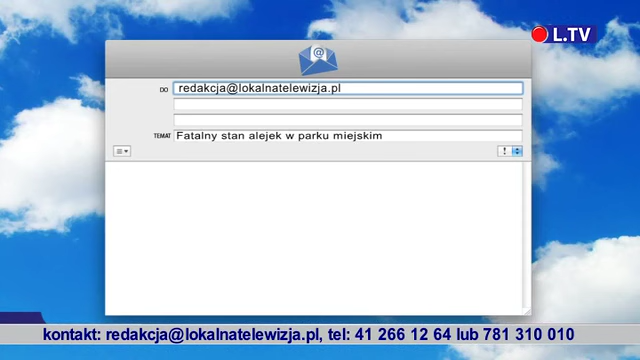 L.TV
@
DO redakcja@lokalnatelewizja.pl
TEMAT Fatalny stan alejek w parku miejskim
!
kontakt: redakcja@lokalnatelewizja.pl, tel: 41 266 12 64 lub 781 310 010